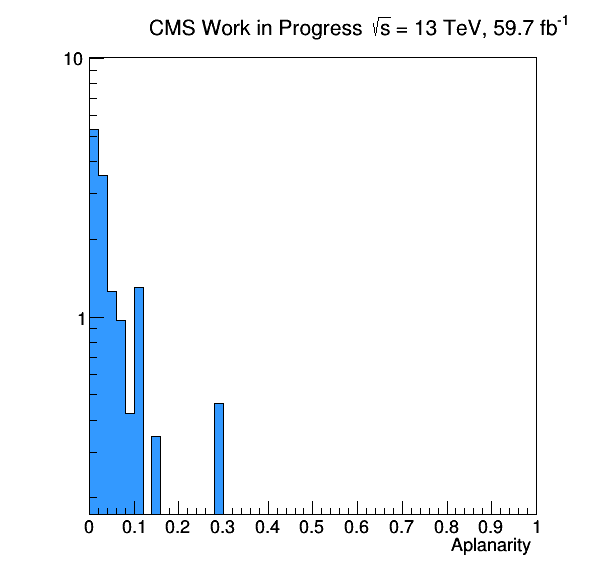 CMS Work in Progress √s = 13 TeV, 59.7 fb⁻¹
10
1
0 0.1 0.2 0.3 0.4 0.5 0.6 0.7 0.8 0.9 1
Aplanarity